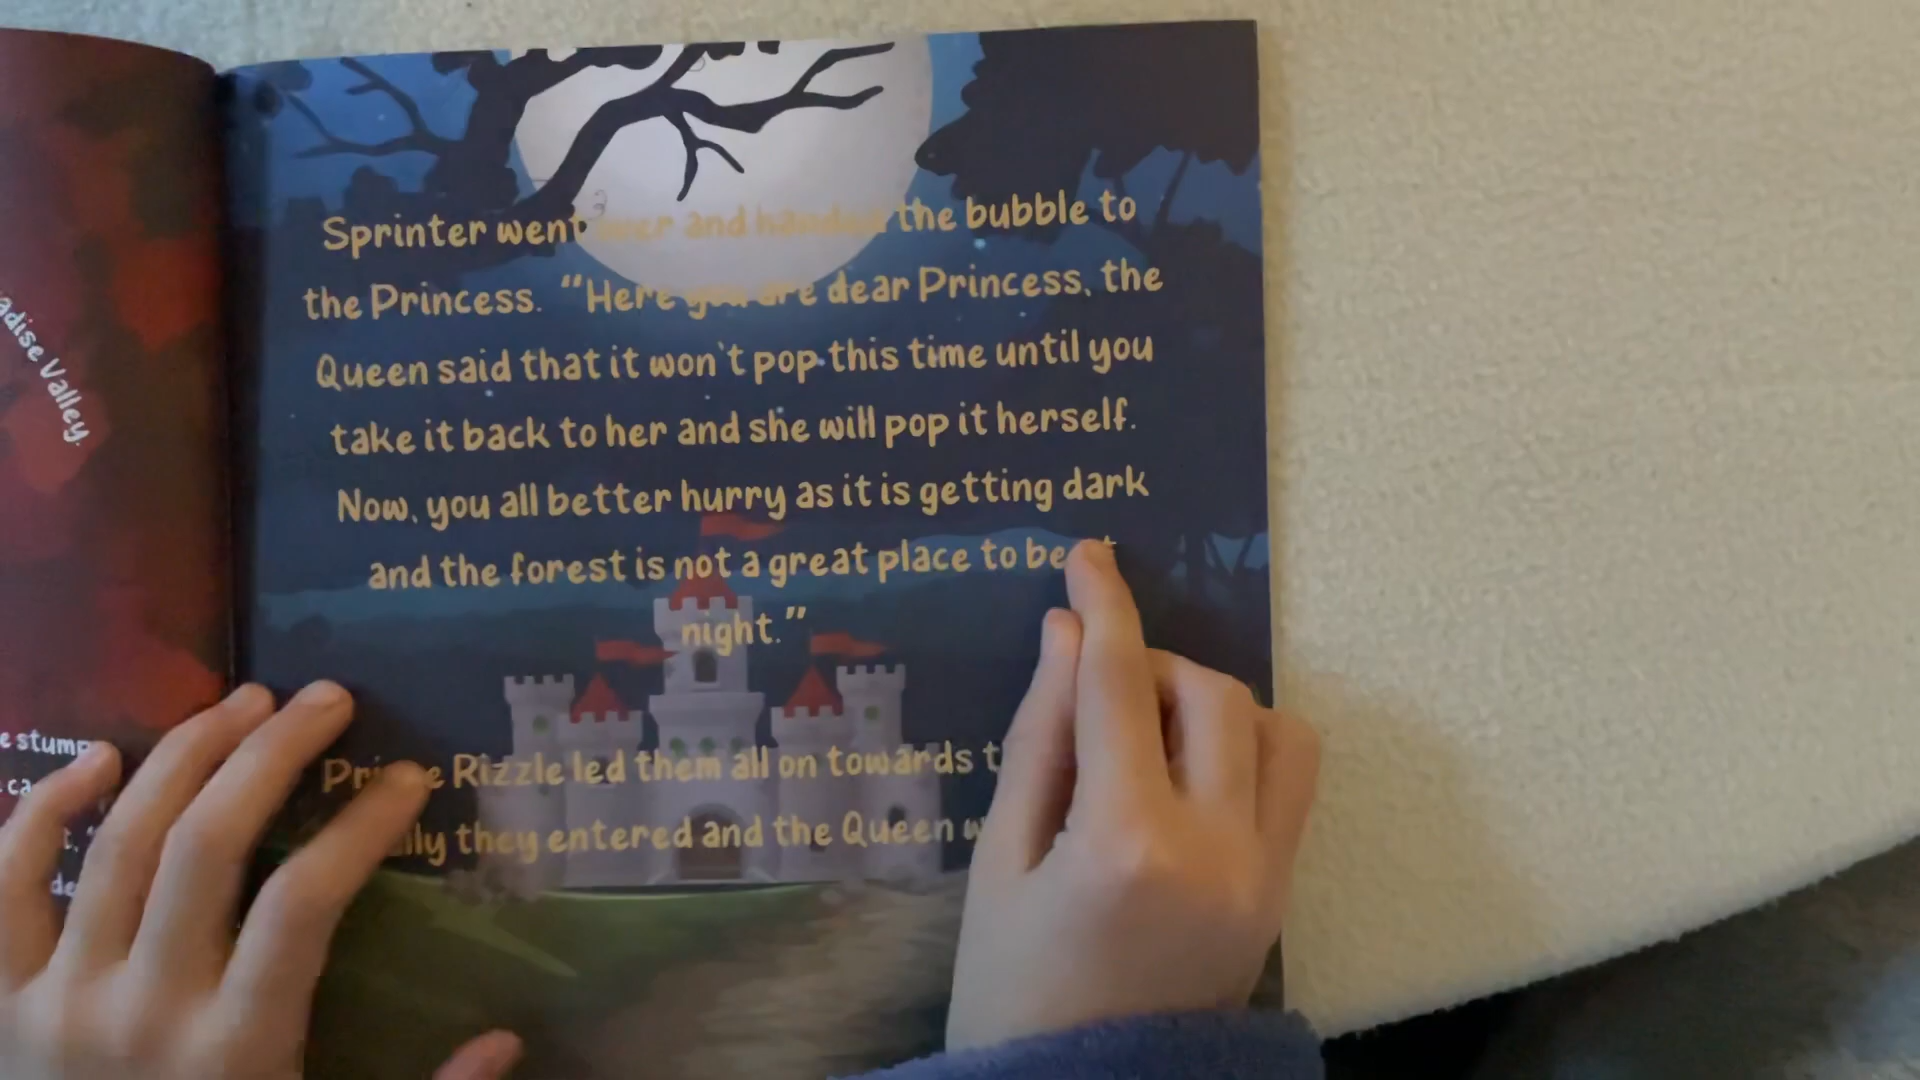 adise Valley.
e stump
ca
t, "
de
Sprinter went over and handed the bubble to
the Princess. "Here you are dear Princess, the
Queen said that it won't pop this time until you
take it back to her and she will pop it herself.
Now, you all better hurry as it is getting dark
and the forest is not a great place to be
night."
Rizzle led them all on towards
they entered and the Queen